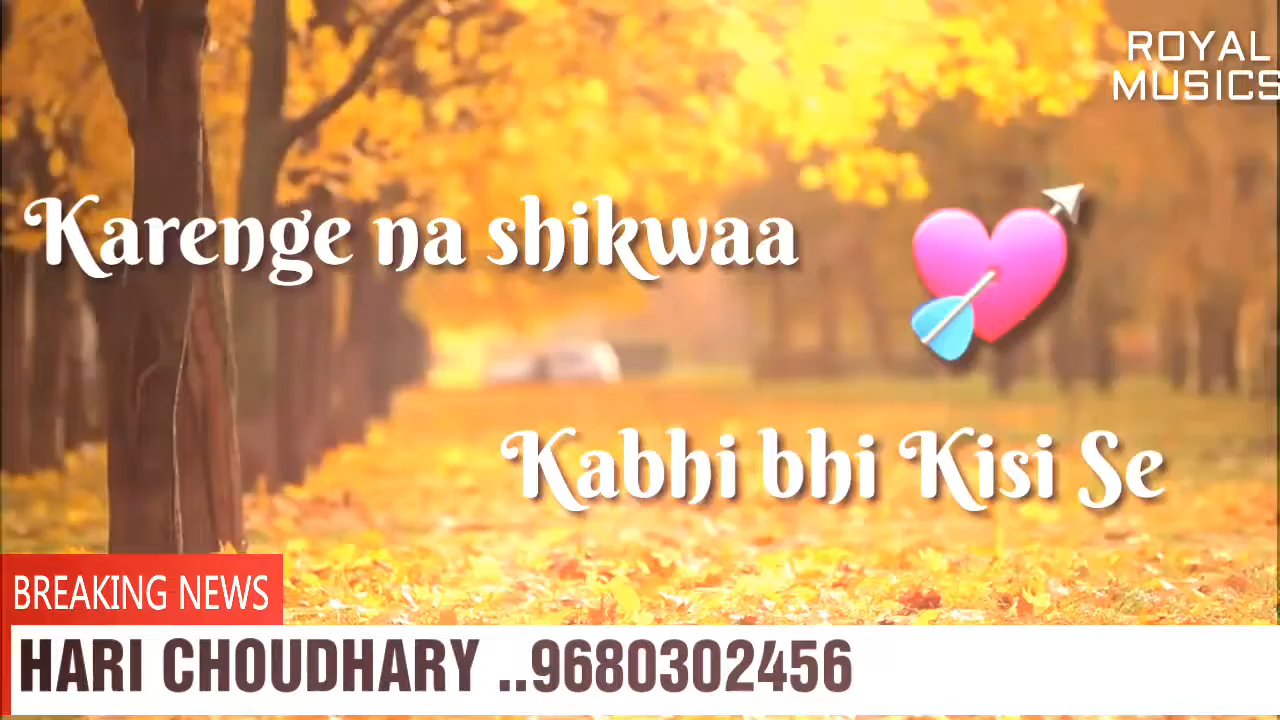 ROYAL
MUSICS
Karenge na shikwaa
Kabhi bhi Kisi Se
BREAKING NEWS
HARI CHOUDHARY ..9680302456